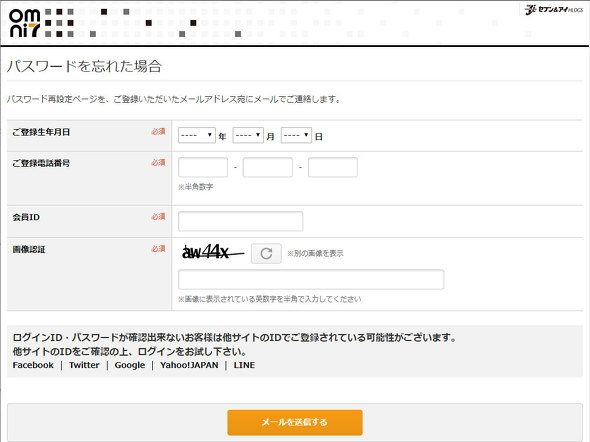 om
ni7
セブン&アイ HLDGS
パスワードを忘れた場合
パスワード再設定ページを、ご登録いただいたメールアドレス宛にメールでご連絡します。
ご登録生年月日 必須 ---- 年 ---- 月 ---- 日
ご登録電話番号 必須 - -
※半角数字
会員ID 必須
画像認証 必須 aw44x ※別の画像を表示
※画像に表示されている英数字を半角で入力してください
ログインID・パスワードが確認出来ないお客様は他サイトのIDでご登録されている可能性がございます。
他サイトのIDをご確認の上、ログインをお試し下さい。
Facebook | Twitter | Google | Yahoo!JAPAN | LINE
メールを送信する